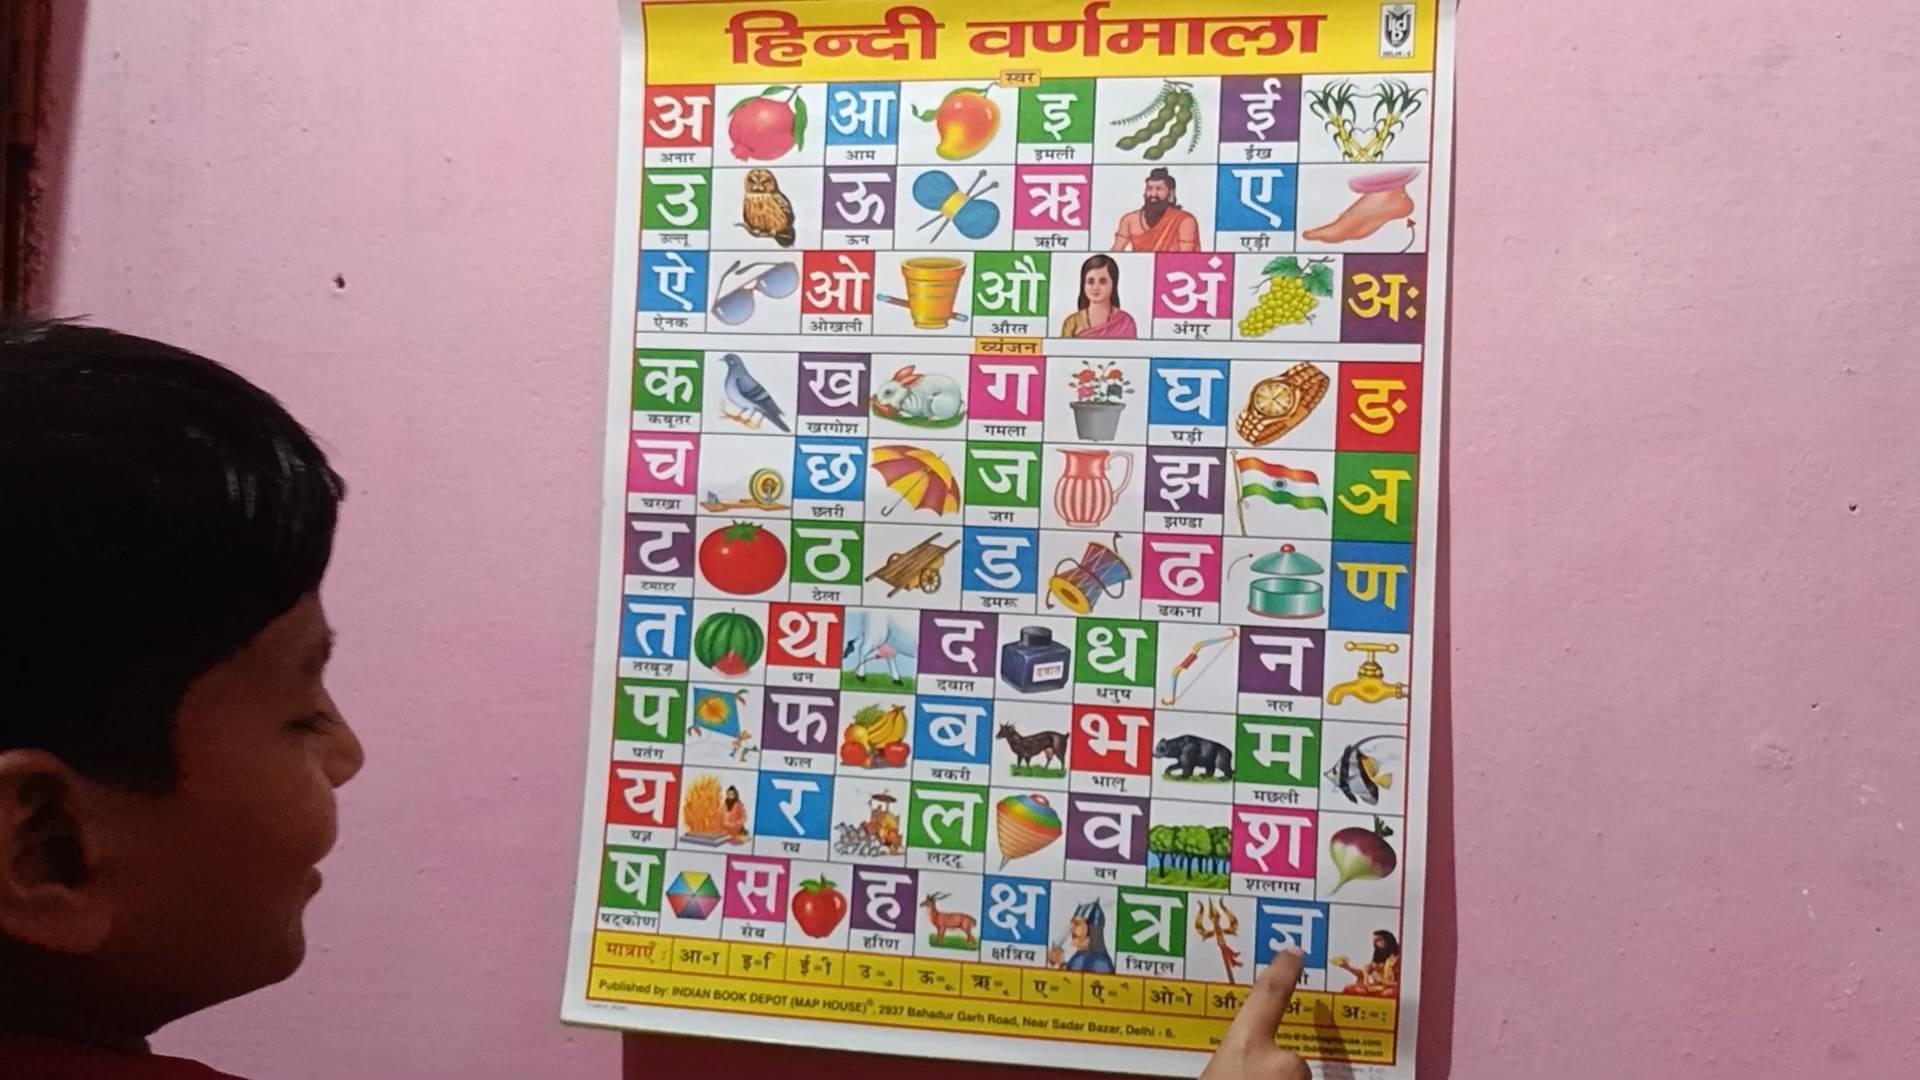 हिन्दी वर्णमाला
स्वर
अ आ इ ई
अनार आम इमली ईख
उ ऊ ऋ ए
उल्लू ऊन ऋषि एड़ी
ऐ ओ औ अं अः
ऐनक ओखली औरत अंगूर
व्यंजन
क ख ग घ ङ
कबूतर खरगोश गमला घड़ी
च छ ज झ ञ
चरखा छतरी जग झण्डा
ट ठ ड ढ ण
टमाटर ठेला डमरू ढकना
त थ द ध न
दवात
तरबूज़ थन दवात धनुष नल
प फ ब भ म
पतंग फल बकरी भालू मछली
य र ल व श
यज्ञ रथ लट्टू वन शलगम
ष स ह क्ष त्र ज्ञ
षट्कोण सेब हरिण क्षत्रिय त्रिशूल
मात्राएँ : आ=ा इ=ि ई=ी उ=ु ऊ=ू ऋ=ृ ए=े ऐ=ै ओ=ो औ= अं= अः=ः
Published by: INDIAN BOOK DEPOT (MAP HOUSE)®, 2937 Bahadur Garh Road, Near Sadar Bazar, Delhi - 6.